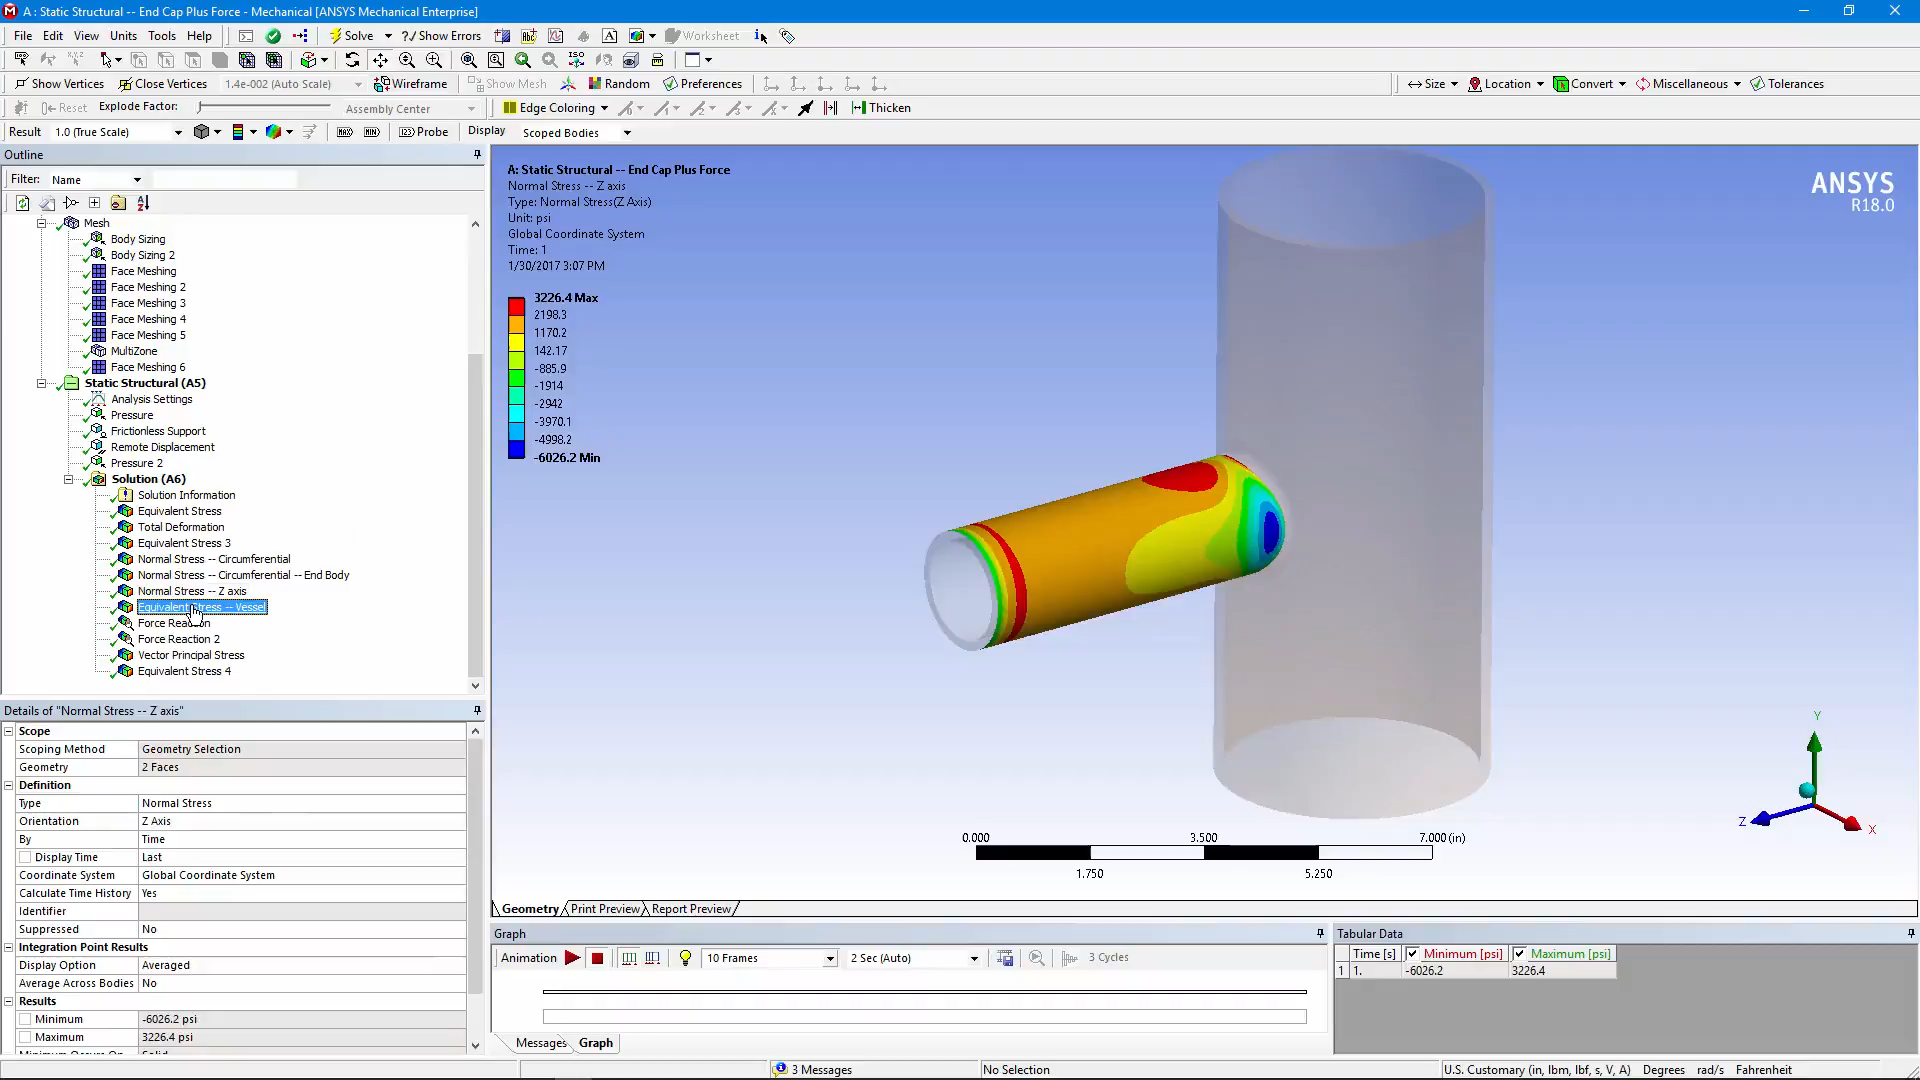 A : Static Structural -- End Cap Plus Force - Mechanical [ANSYS Mechanical Enterprise]
File Edit View Units Tools Help Solve ?/ Show Errors Worksheet
Show Vertices Close Vertices 1.4e-002 (Auto Scale) Wireframe Show Mesh Random Preferences Size Location Convert Miscellaneous Tolerances
Reset Explode Factor: Assembly Center Edge Coloring Thicken
Result 1.0 (True Scale) MAX MIN Probe Display Scoped Bodies
Outline
Filter: Name
Mesh
Body Sizing
Body Sizing 2
Face Meshing
Face Meshing 2
Face Meshing 3
Face Meshing 4
Face Meshing 5
MultiZone
Face Meshing 6
Static Structural (A5)
Analysis Settings
Pressure
Frictionless Support
Remote Displacement
Pressure 2
Solution (A6)
Solution Information
Equivalent Stress
Total Deformation
Equivalent Stress 3
Normal Stress -- Circumferential
Normal Stress -- Circumferential -- End Body
Normal Stress -- Z axis
Equivalent Stress -- Vessel
Force Reaction
Force Reaction 2
Vector Principal Stress
Equivalent Stress 4
Details of "Normal Stress -- Z axis"
Scope
Scoping Method Geometry Selection
Geometry 2 Faces
Definition
Type Normal Stress
Orientation Z Axis
By Time
Display Time Last
Coordinate System Global Coordinate System
Calculate Time History Yes
Identifier
Suppressed No
Integration Point Results
Display Option Averaged
Average Across Bodies No
Results
Minimum -6026.2 psi
Maximum 3226.4 psi
Minimum Occurs On Solid
A: Static Structural -- End Cap Plus Force
Normal Stress -- Z axis
Type: Normal Stress(Z Axis)
Unit: psi
Global Coordinate System
Time: 1
1/30/2017 3:07 PM
3226.4 Max
2198.3
1170.2
142.17
-885.9
-1914
-2942
-3970.1
-4998.2
-6026.2 Min
ANSYS
R18.0
Y
Z
X
0.000 3.500 7.000 (in)
1.750 5.250
Geometry Print Preview Report Preview
Graph
Animation 10 Frames 2 Sec (Auto) 3 Cycles
Messages Graph
Tabular Data
Time [s] Minimum [psi] Maximum [psi]
1 1. -6026.2 3226.4
3 Messages No Selection U.S. Customary (in, lbm, lbf, s, V, A) Degrees rad/s Fahrenheit